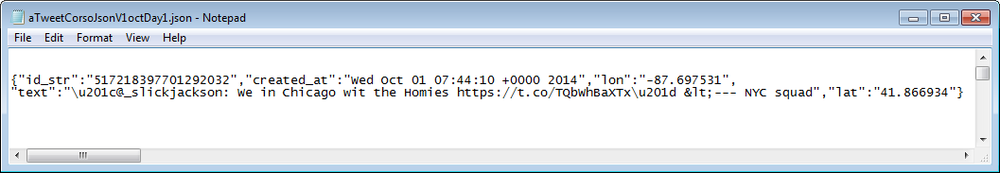 aTweetCorsoJsonV1octDay1.json - Notepad
File Edit Format View Help
{"id_str":"517218397701292032","created_at":"Wed Oct 01 07:44:10 +0000 2014","lon":"-87.697531",
"text":"\u201c@_slickjackson: We in Chicago wit the Homies https://t.co/TQbWhBaXTx\u201d &lt;--- NYC squad","lat":"41.866934"}